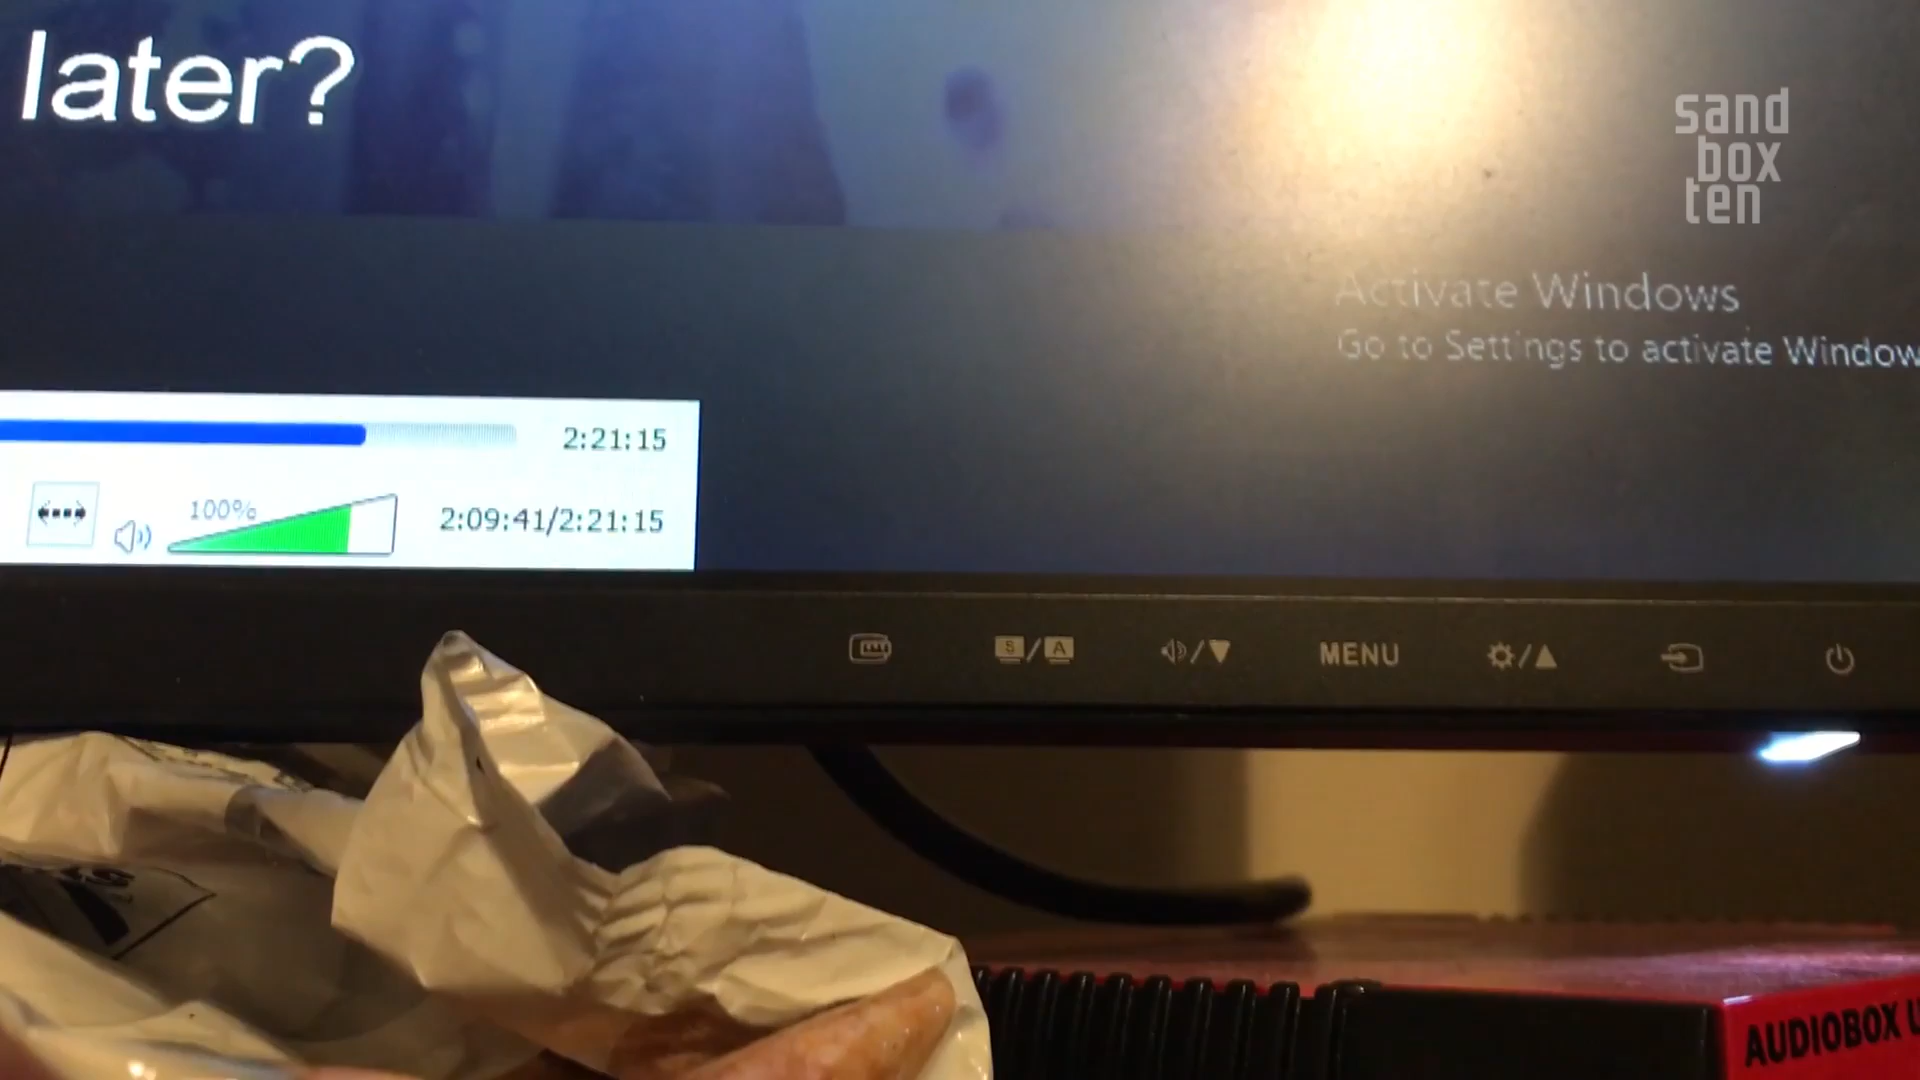 later?
sand
box
ten
Activate Windows
Go to Settings to activate Window
2:21:15
100%
2:09:41/2:21:15
S/A
MENU
AUDIOBOX U